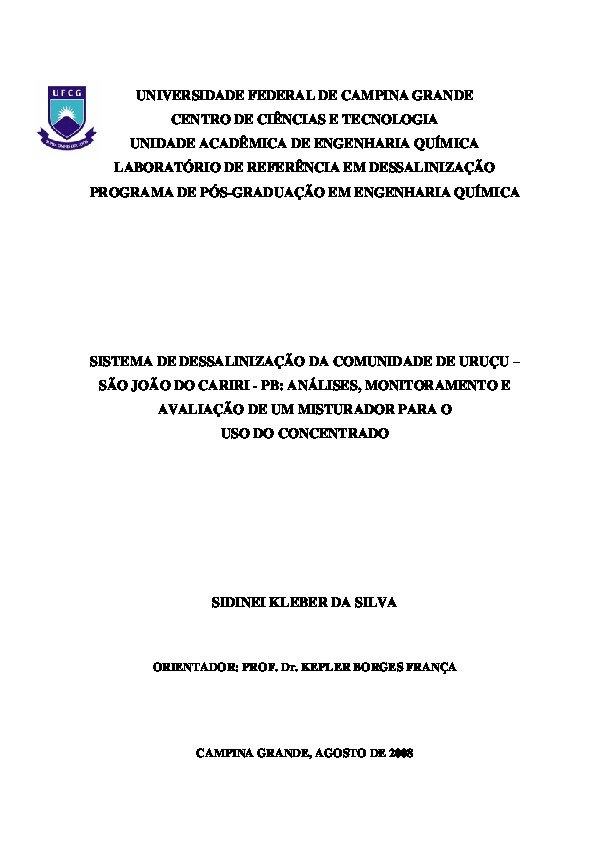 UFCG
UNIVERSIDADE FEDERAL DE CAMPINA GRANDE
CENTRO DE CIÊNCIAS E TECNOLOGIA
UNIDADE ACADÊMICA DE ENGENHARIA QUÍMICA
LABORATÓRIO DE REFERÊNCIA EM DESSALINIZAÇÃO
PROGRAMA DE PÓS-GRADUAÇÃO EM ENGENHARIA QUÍMICA
SISTEMA DE DESSALINIZAÇÃO DA COMUNIDADE DE URUÇU –
SÃO JOÃO DO CARIRI - PB: ANÁLISES, MONITORAMENTO E
AVALIAÇÃO DE UM MISTURADOR PARA O
USO DO CONCENTRADO
SIDINEI KLEBER DA SILVA
ORIENTADOR: PROF. Dr. KEPLER BORGES FRANÇA
CAMPINA GRANDE, AGOSTO DE 2008